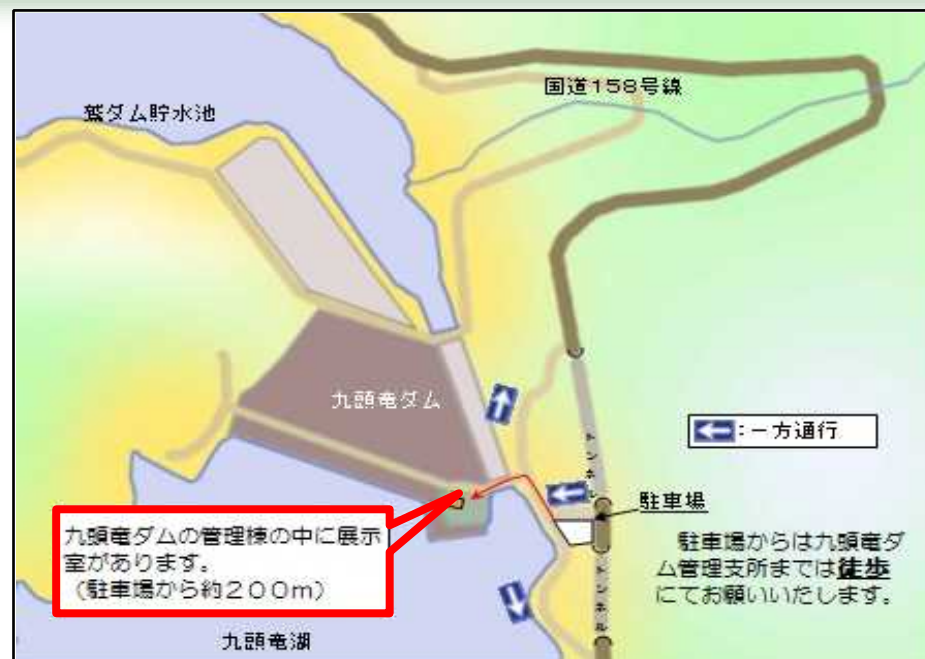 国道158号線
鷲ダム貯水池
九頭竜ダム
:一方通行
トンネル
駐車場
駐車場からは九頭竜ダ
ム管理支所までは徒歩
にてお願いいたします。
九頭竜ダムの管理棟の中に展示
室があります。
（駐車場から約200m）
トンネル
九頭竜湖